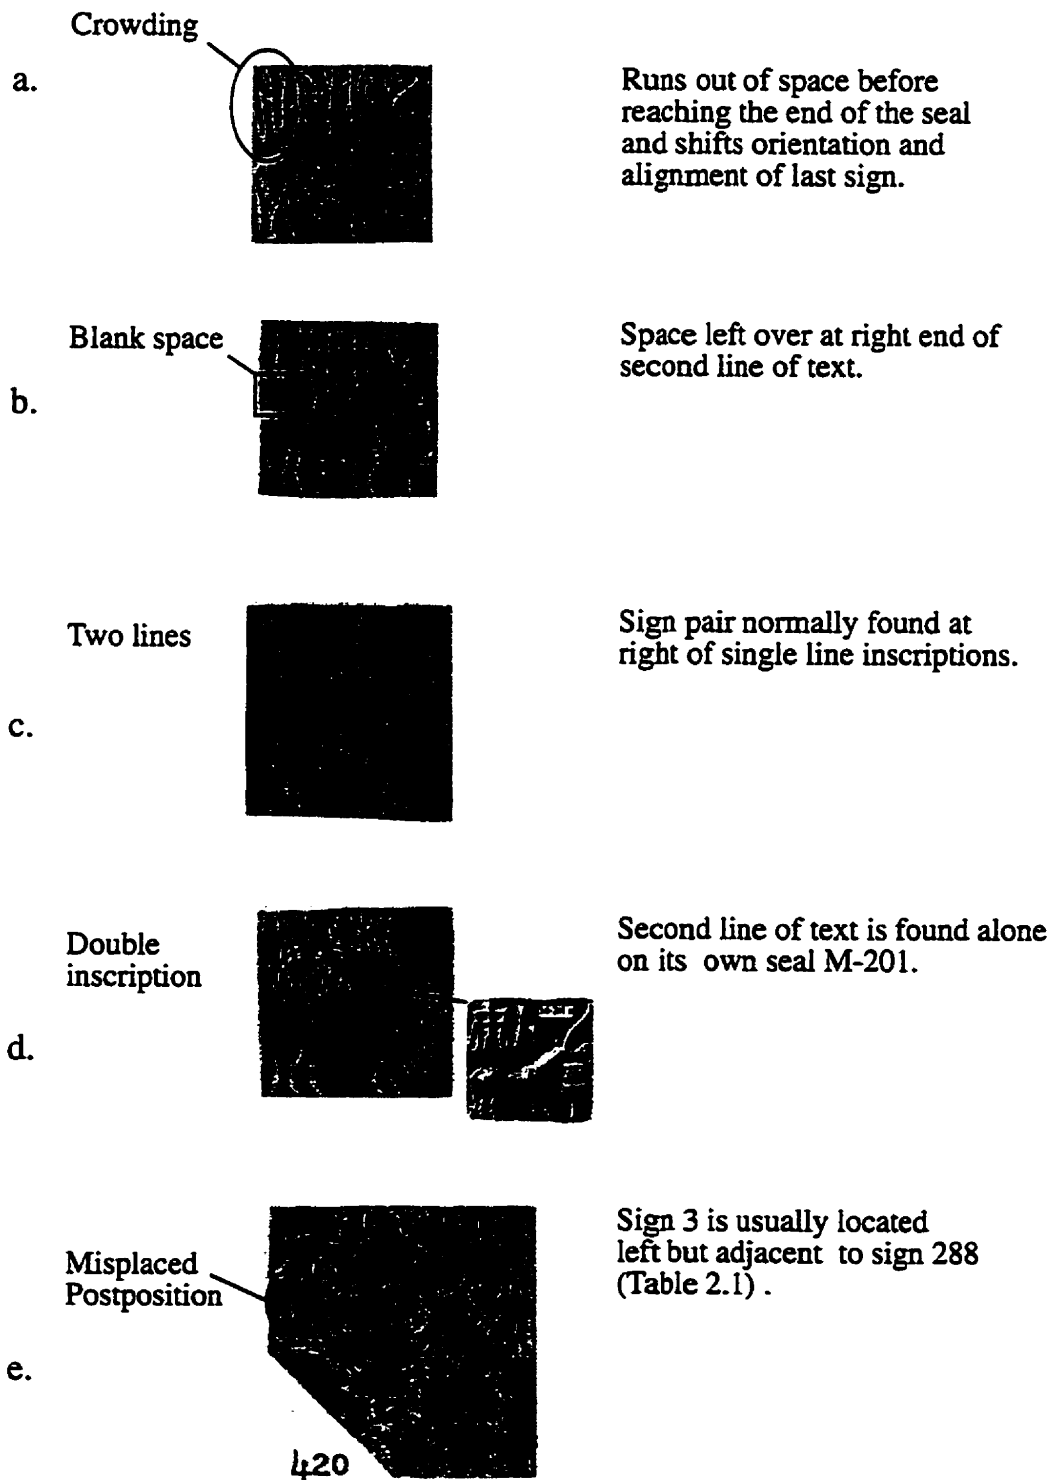 Crowding
a.
Runs out of space before
reaching the end of the seal
and shifts orientation and
alignment of last sign.
Blank space
b.
Space left over at right end of
second line of text.
Two lines
c.
Sign pair normally found at
right of single line inscriptions.
Double
inscription
d.
Second line of text is found alone
on its own seal M-201.
Misplaced
Postposition
e.
Sign 3 is usually located
left but adjacent to sign 288
(Table 2.1) .
420